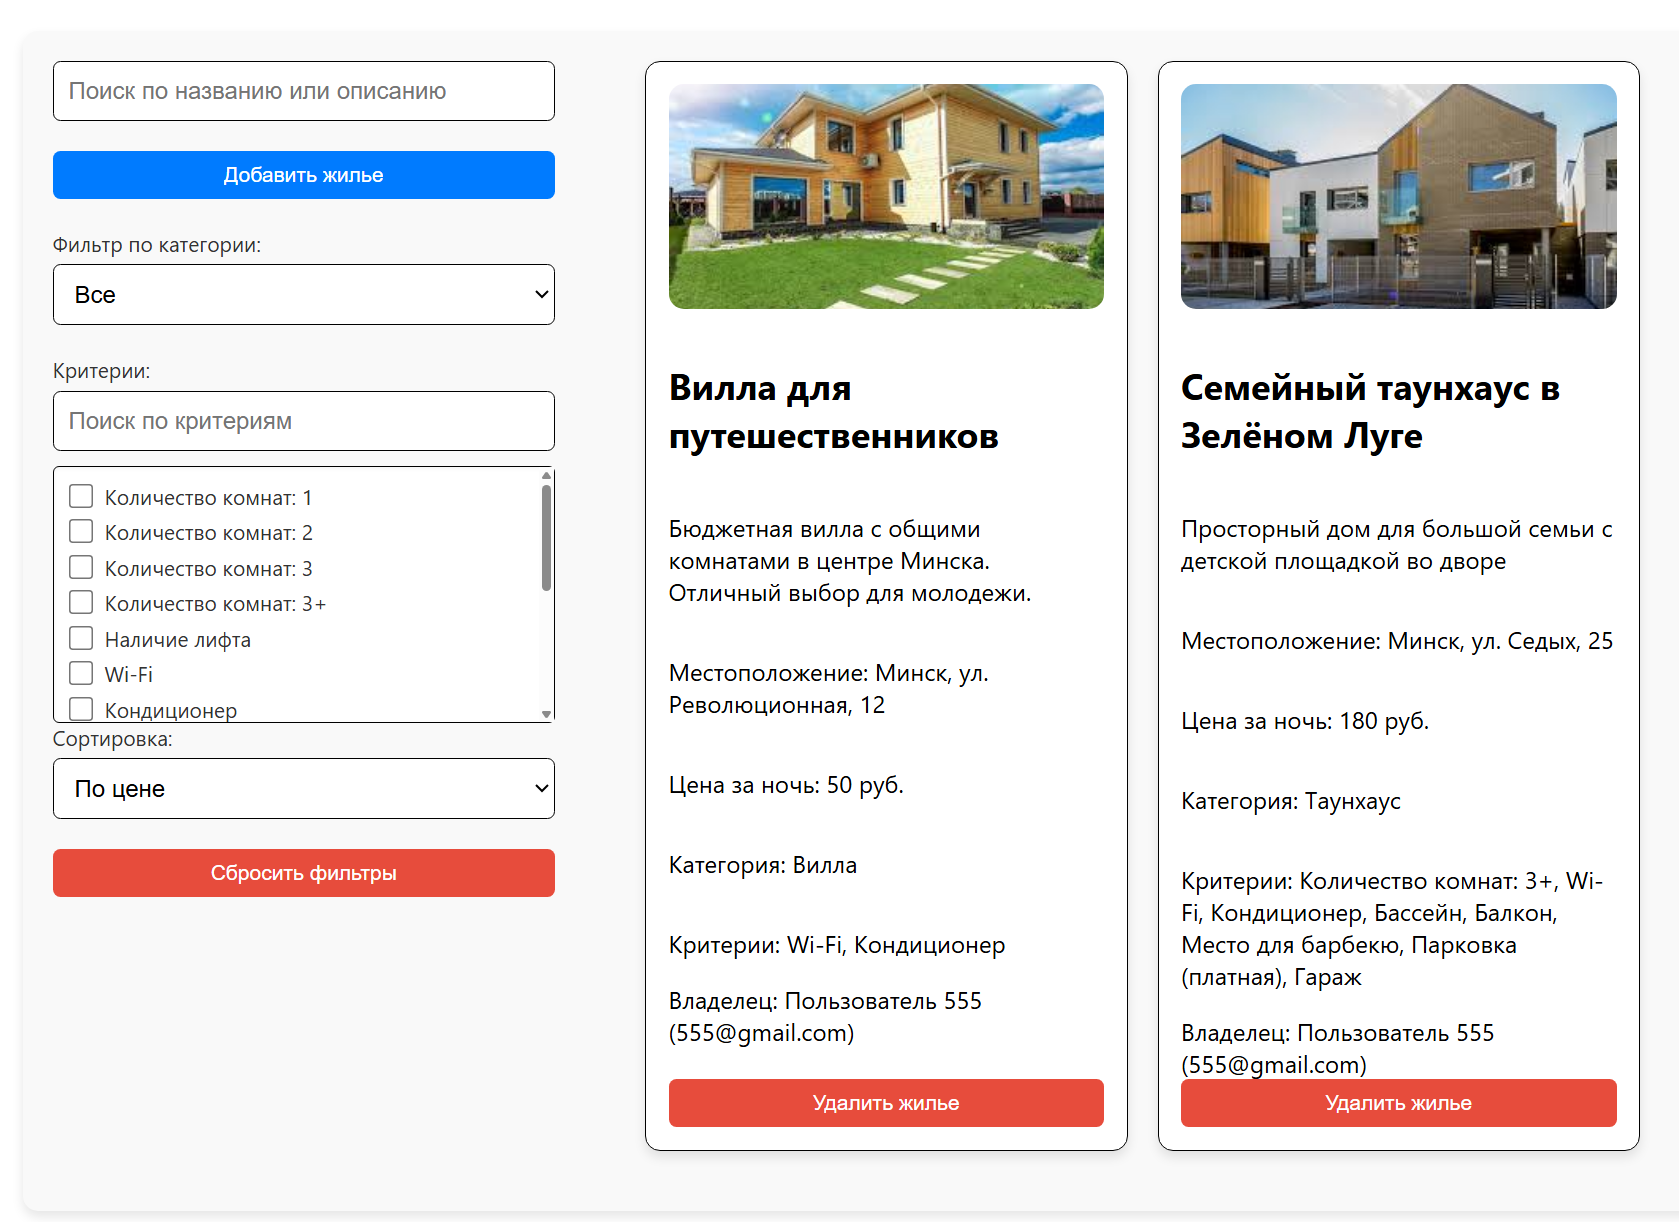 Поиск по названию или описанию
Добавить жилье
Фильтр по категории:
Все
Критерии:
Поиск по критериям
Количество комнат: 1
Количество комнат: 2
Количество комнат: 3
Количество комнат: 3+
Наличие лифта
Wi-Fi
Кондиционер
Сортировка:
По цене
Сбросить фильтры
Вилла для
путешественников
Бюджетная вилла с общими
комнатами в центре Минска.
Отличный выбор для молодежи.
Местоположение: Минск, ул.
Революционная, 12
Цена за ночь: 50 руб.
Категория: Вилла
Критерии: Wi-Fi, Кондиционер
Владелец: Пользователь 555
(555@gmail.com)
Удалить жилье
Семейный таунхаус в
Зелёном Луге
Просторный дом для большой семьи с
детской площадкой во дворе
Местоположение: Минск, ул. Седых, 25
Цена за ночь: 180 руб.
Категория: Таунхаус
Критерии: Количество комнат: 3+, Wi-
Fi, Кондиционер, Бассейн, Балкон,
Место для барбекю, Парковка
(платная), Гараж
Владелец: Пользователь 555
(555@gmail.com)
Удалить жилье